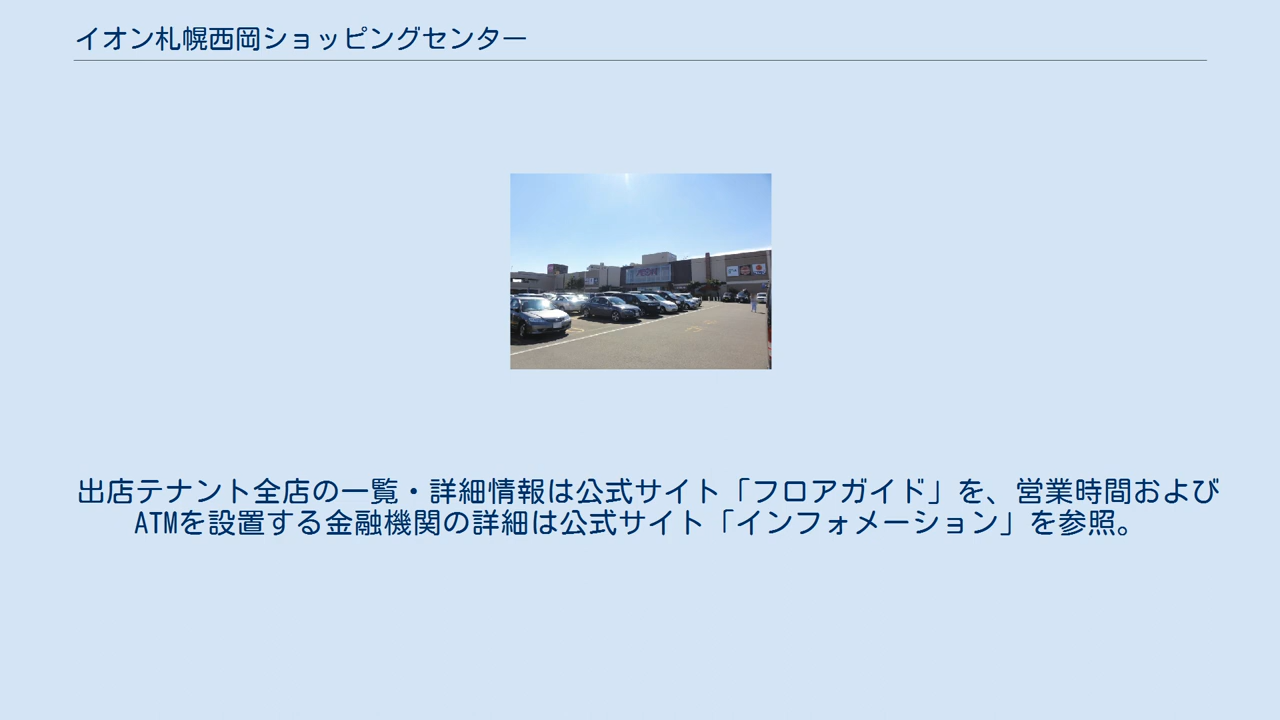 イオン札幌西岡ショッピングセンター
出店テナント全店の一覧・詳細情報は公式サイト「フロアガイド」を、営業時間および
ATMを設置する金融機関の詳細は公式サイト「インフォメーション」を参照。